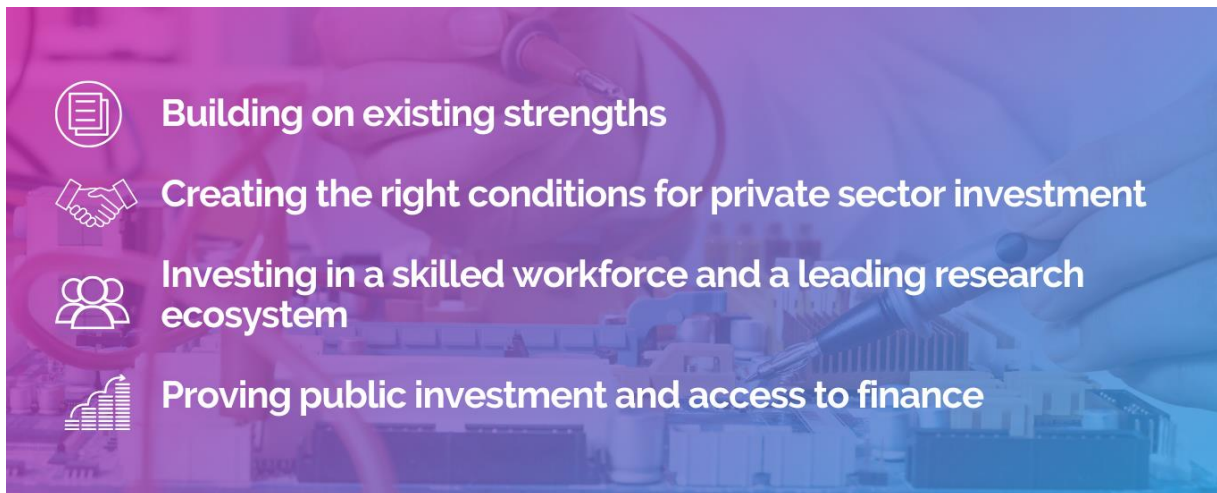 Building on existing strengths
Creating the right conditions for private sector investment
Investing in a skilled workforce and a leading research
ecosystem
Proving public investment and access to finance